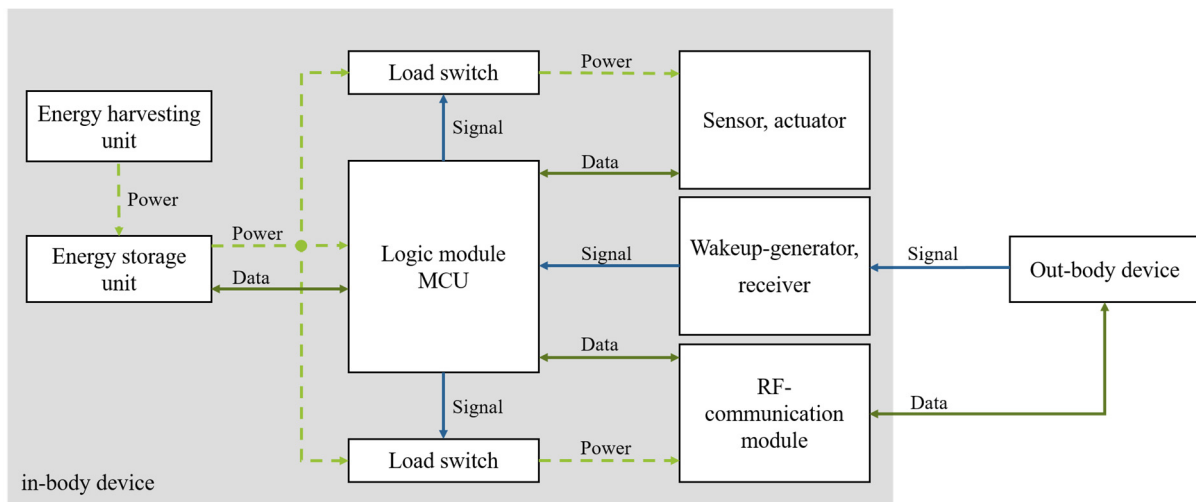 Load switch
Power
Sensor, actuator
Energy harvesting
unit
Signal
Data
Power
Energy storage
unit
Power
Data
Logic module
MCU
Signal
Wakeup-generator,
receiver
Signal
Out-body device
Data
Signal
RF-
communication
module
Data
Power
Load switch
in-body device